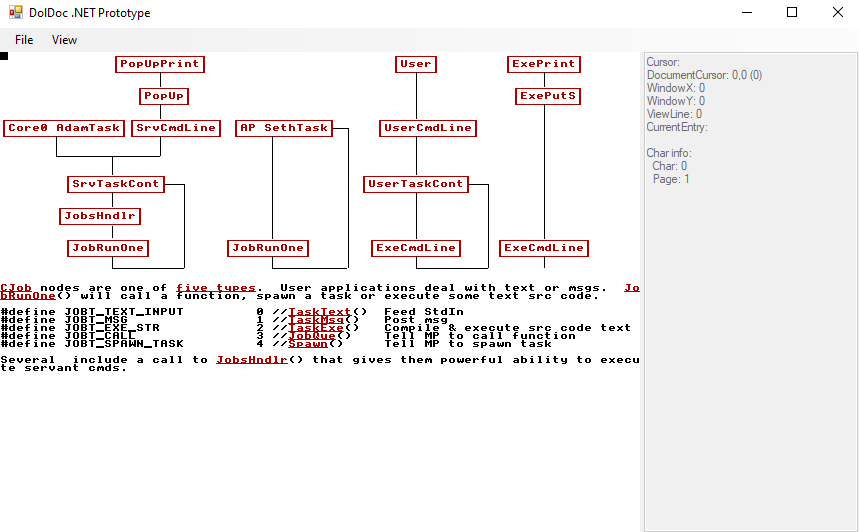 DolDoc .NET Prototype
File View
PopUpPrint User ExePrint
PopUp ExePutS
Core0 AdamTask SrvCmdLine AP SethTask UserCmdLine
SrvTaskCont UserTaskCont
JobsHndlr
JobRunOne JobRunOne ExeCmdLine ExeCmdLine
CJob nodes are one of five types.  User applications deal with text or msgs.  Jo
bRunOne() will call a function, spawn a task or execute some text src code.
#define JOBT_TEXT_INPUT 0 //TaskText() Feed StdIn
#define JOBT_MSG 1 //TaskMsg() Post msg
#define JOBT_EXE_STR 2 //TaskExe() Compile & execute src code text
#define JOBT_CALL 3 //JobQue() Tell MP to call function
#define JOBT_SPAWN_TASK 4 //Spawn() Tell MP to spawn task
Several  include a call to JobsHndlr() that gives them powerful ability to execu
te servant cmds.
Cursor:
DocumentCursor: 0,0 (0)
WindowX: 0
WindowY: 0
ViewLine: 0
CurrentEntry:
Char info:
Char: 0
Page: 1